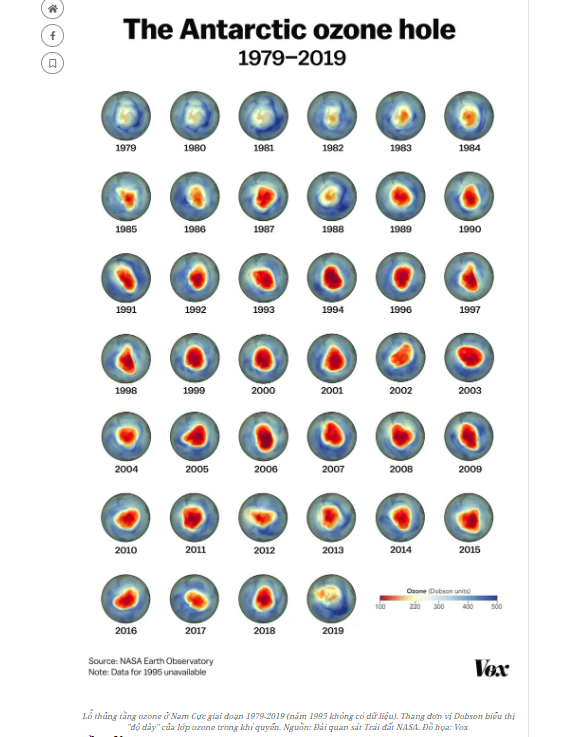 The Antarctic ozone hole
1979–2019
1979 1980 1981 1982 1983 1984
1985 1986 1987 1988 1989 1990
1991 1992 1993 1994 1996 1997
1998 1999 2000 2001 2002 2003
2004 2005 2006 2007 2008 2009
2010 2011 2012 2013 2014 2015
2016 2017 2018 2019
Ozone (Dobson units)
100 220 300 400 500
Source: NASA Earth Observatory
Note: Data for 1995 unavailable
Vox
Lỗ thủng tầng ozone ở Nam Cực giai đoạn 1979-2019 (năm 1995 không có dữ liệu). Thang đơn vị Dobson biểu thị
"độ dày" của lớp ozone trong khí quyển. Nguồn: Đài quan sát Trái đất NASA. Đồ họa: Vox